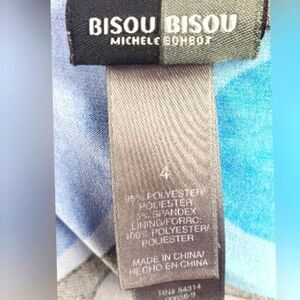 BISOU BISOU
MICHELE BOHBOT
4
95% POLYESTER/
POLIESTER
5% SPANDEX
LINING/FORRO:
100% POLYESTER/
POLIESTER
MADE IN CHINA/
HECHO EN CHINA
RN# 54314